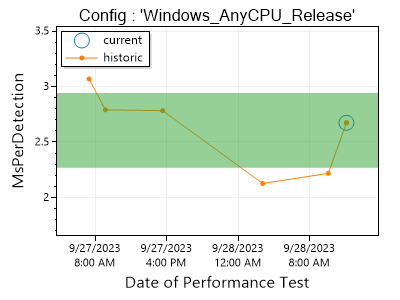 Config : 'Windows_AnyCPU_Release'
current
historic
3.5
3
2.5
2
MsPerDetection
9/27/2023 9/27/2023 9/28/2023 9/28/2023
8:00 AM 4:00 PM 12:00 AM 8:00 AM
Date of Performance Test